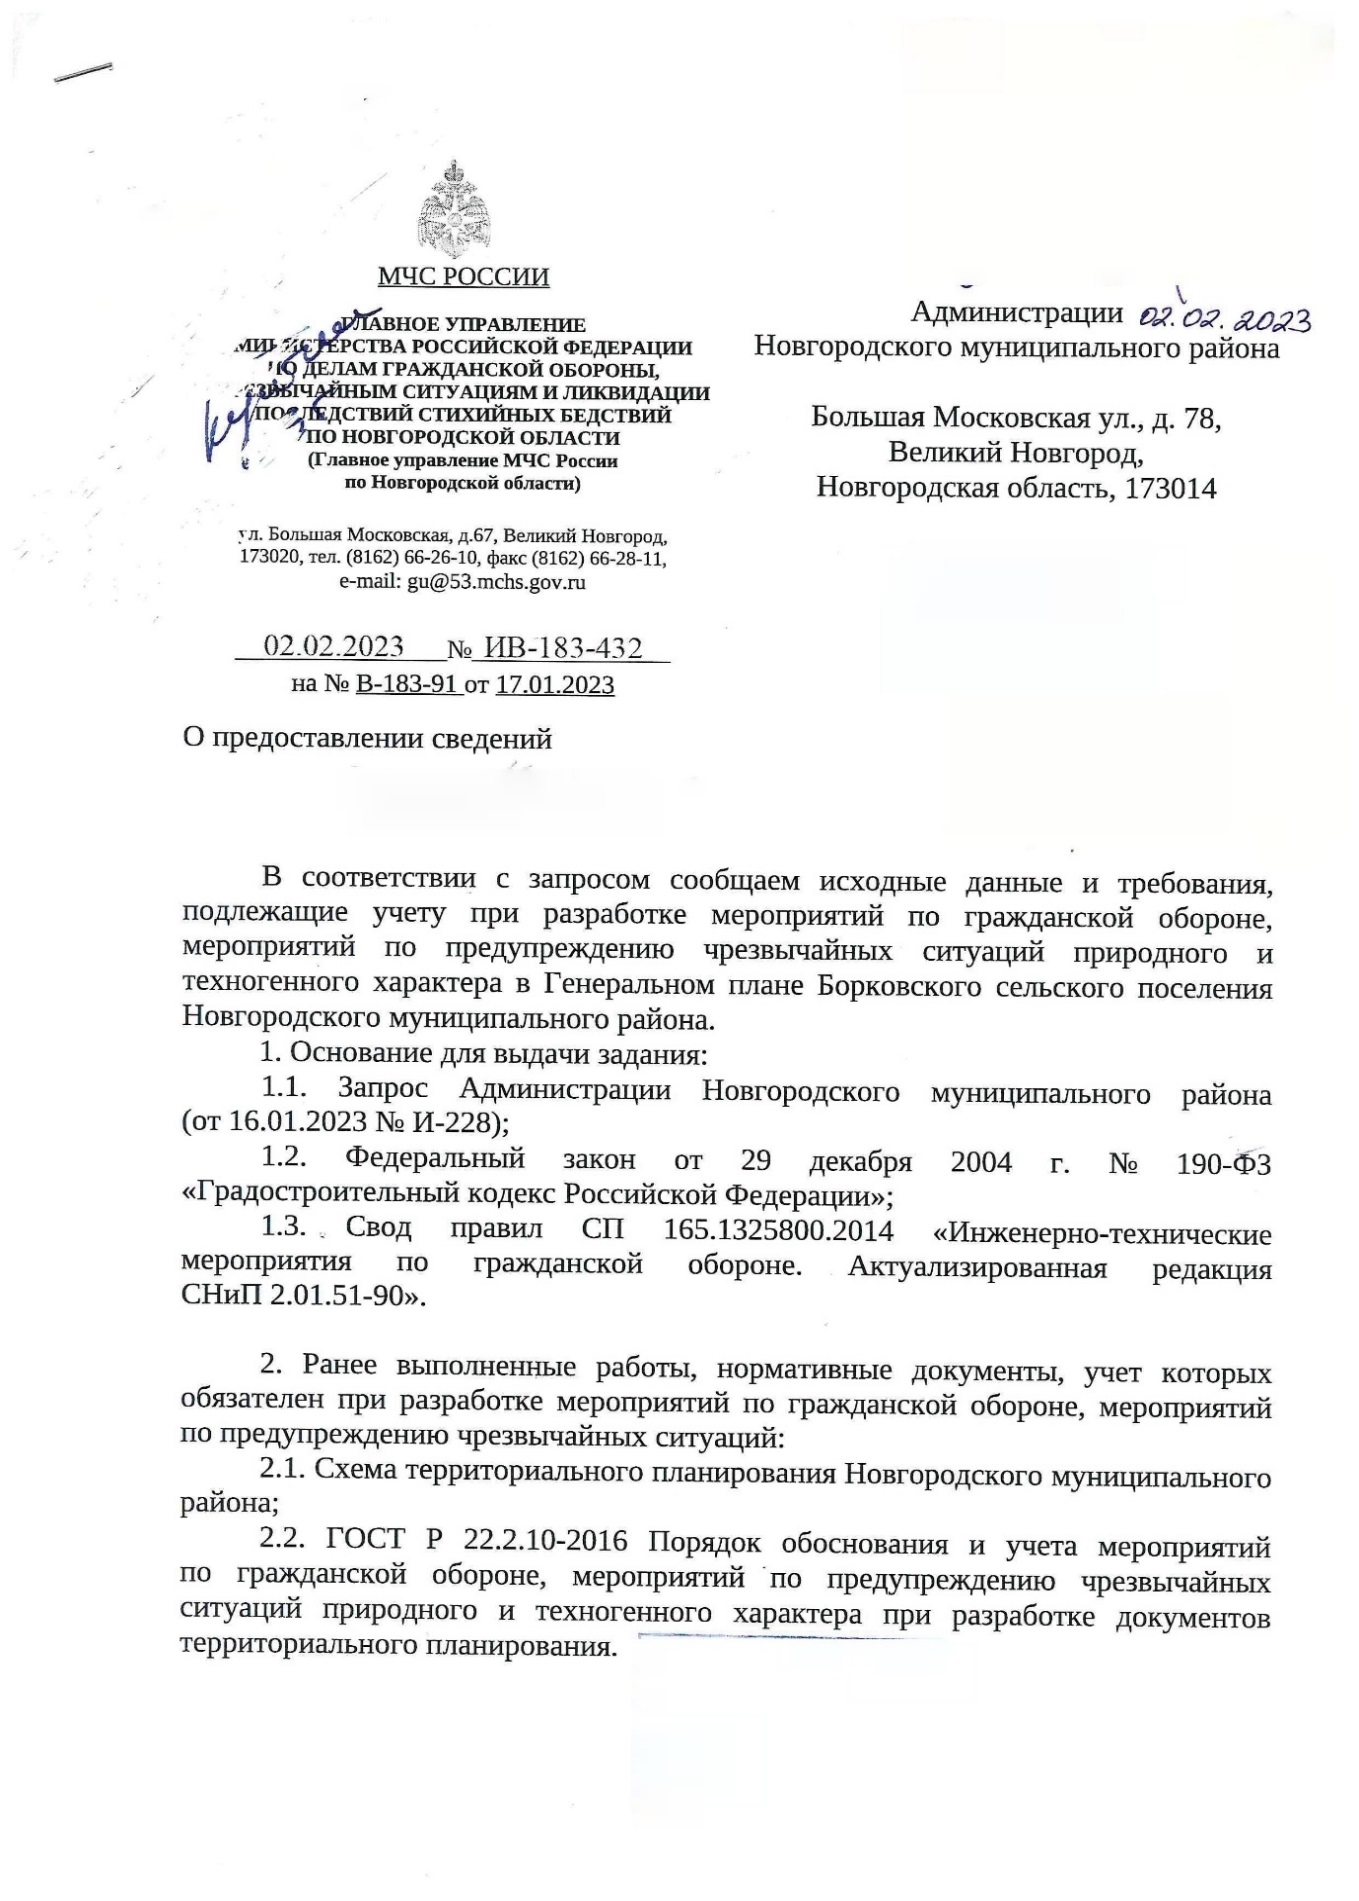 МЧС РОССИИ
ГЛАВНОЕ УПРАВЛЕНИЕ
МИНИСТЕРСТВА РОССИЙСКОЙ ФЕДЕРАЦИИ
ПО ДЕЛАМ ГРАЖДАНСКОЙ ОБОРОНЫ,
ЧРЕЗВЫЧАЙНЫМ СИТУАЦИЯМ И ЛИКВИДАЦИИ
ПОСЛЕДСТВИЙ СТИХИЙНЫХ БЕДСТВИЙ
ПО НОВГОРОДСКОЙ ОБЛАСТИ
(Главное управление МЧС России
по Новгородской области)
ул. Большая Московская, д.67, Великий Новгород,
173020, тел. (8162) 66-26-10, факс (8162) 66-28-11,
e-mail: gu@53.mchs.gov.ru
02.02.2023 № ИВ-183-432
на № В-183-91 от 17.01.2023
Администрации 02.02.2023
Новгородского муниципального района
Большая Московская ул., д. 78,
Великий Новгород,
Новгородская область, 173014
О предоставлении сведений
В соответствии с запросом сообщаем исходные данные и требования,
подлежащие учету при разработке мероприятий по гражданской обороне,
мероприятий по предупреждению чрезвычайных ситуаций природного и
техногенного характера в Генеральном плане Борковского сельского поселения
Новгородского муниципального района.
1. Основание для выдачи задания:
1.1. Запрос Администрации Новгородского муниципального района
(от 16.01.2023 № И-228);
1.2. Федеральный закон от 29 декабря 2004 г. № 190-ФЗ
«Градостроительный кодекс Российской Федерации»;
1.3. Свод правил СП 165.1325800.2014 «Инженерно-технические
мероприятия по гражданской обороне. Актуализированная редакция
СНиП 2.01.51-90».
2. Ранее выполненные работы, нормативные документы, учет которых
обязателен при разработке мероприятий по гражданской обороне, мероприятий
по предупреждению чрезвычайных ситуаций:
2.1. Схема территориального планирования Новгородского муниципального
района;
2.2. ГОСТ Р 22.2.10-2016 Порядок обоснования и учета мероприятий
по гражданской обороне, мероприятий по предупреждению чрезвычайных
ситуаций природного и техногенного характера при разработке документов
территориального планирования.